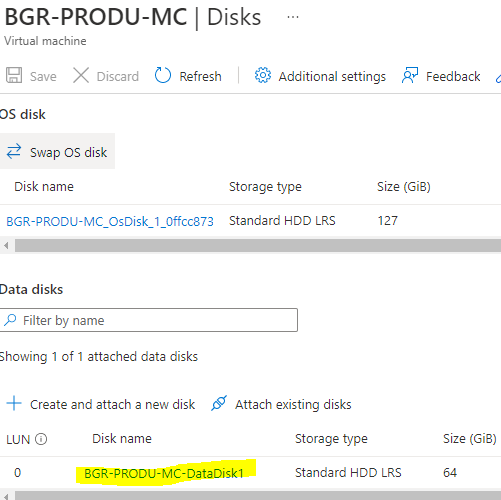 BGR-PRODU-MC | Disks ...
Virtual machine
Save Discard Refresh Additional settings Feedback
OS disk
Swap OS disk
Disk name Storage type Size (GiB)
BGR-PRODU-MC_OsDisk_1_0ffcc873 Standard HDD LRS 127
Data disks
Filter by name
Showing 1 of 1 attached data disks
Create and attach a new disk Attach existing disks
LUN Disk name Storage type Size (GiB)
0 BGR-PRODU-MC-DataDisk1 Standard HDD LRS 64